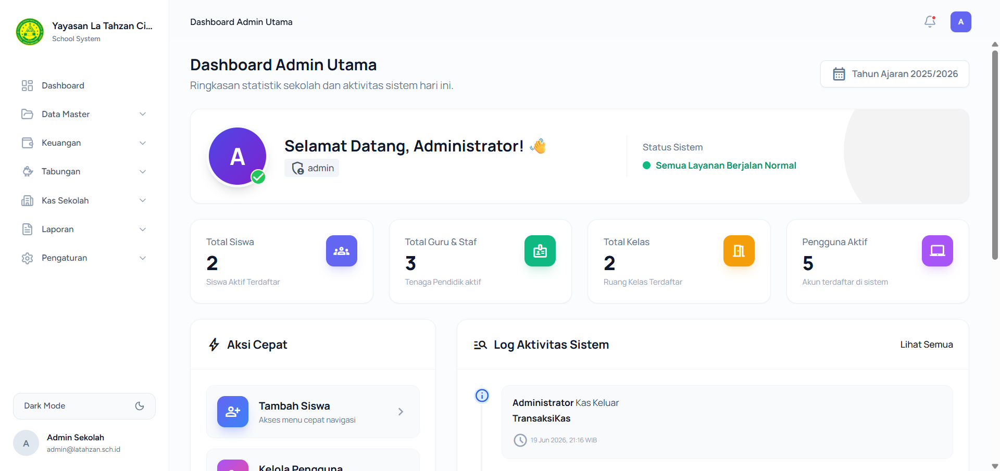 Yayasan La Tahzan Ci...
School System
Dashboard
Data Master
Keuangan
Tabungan
Kas Sekolah
Laporan
Pengaturan
Dark Mode
A
Admin Sekolah
admin@latahzan.sch.id
Dashboard Admin Utama
A
Dashboard Admin Utama
Ringkasan statistik sekolah dan aktivitas sistem hari ini.
Tahun Ajaran 2025/2026
A
Selamat Datang, Administrator! 👋
admin
Status Sistem
Semua Layanan Berjalan Normal
Total Siswa
2
Siswa Aktif Terdaftar
Total Guru & Staf
3
Tenaga Pendidik aktif
Total Kelas
2
Ruang Kelas Terdaftar
Pengguna Aktif
5
Akun terdaftar di sistem
Aksi Cepat
Tambah Siswa
Akses menu cepat navigasi
Kelola Pengguna
Log Aktivitas Sistem
Lihat Semua
Administrator Kas Keluar
TransaksiKas
19 Jun 2026, 21:16 WIB